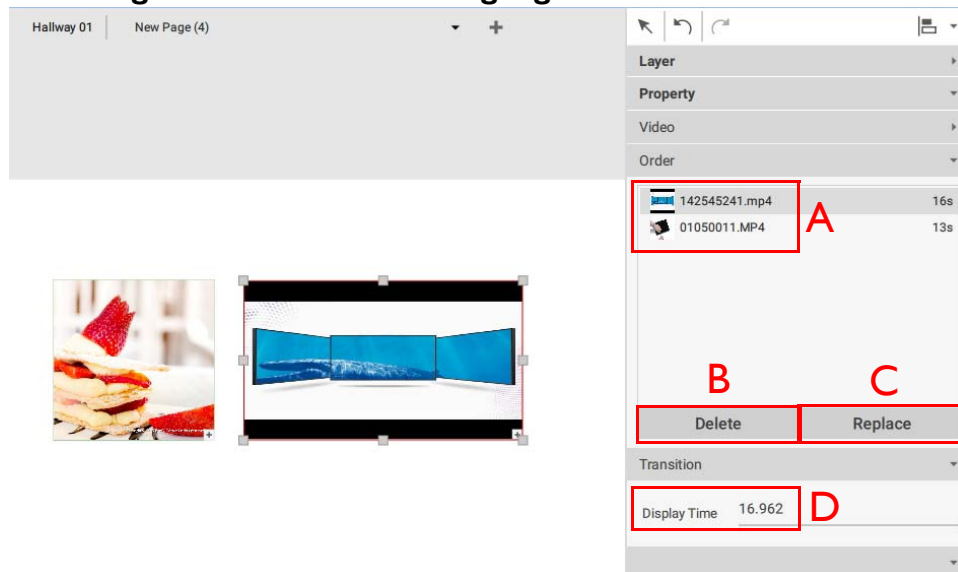 Hallway 01 New Page (4)
Layer
Property
Video
Order
142545241.mp4 16s
01050011.MP4 13s
A
B C
Delete Replace
Transition
Display Time 16.962
D